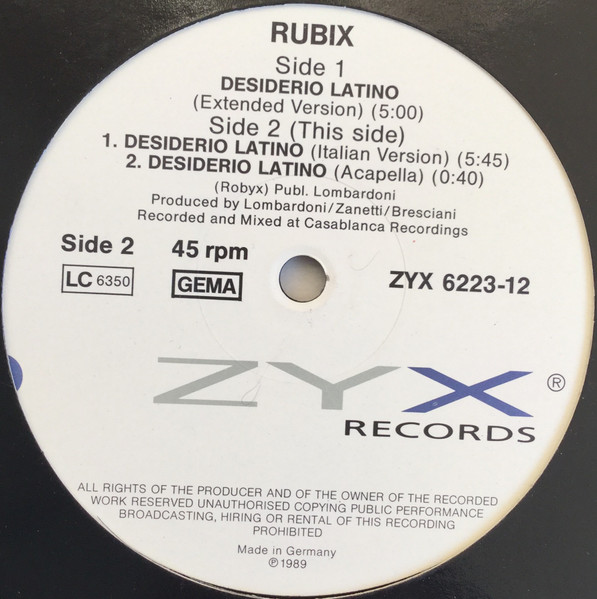 RUBIX
Side 1
DESIDERIO LATINO
(Extended Version) (5:00)
Side 2 (This side)
1. DESIDERIO LATINO (Italian Version) (5:45)
2. DESIDERIO LATINO (Acapella) (0:40)
(Robyx) Publ. Lombardoni
Produced by Lombardoni/Zanetti/Bresciani
Recorded and Mixed at Casablanca Recordings
Side 2 45 rpm
LC 6350 GEMA ZYX 6223-12
ZYX ®
RECORDS
ALL RIGHTS OF THE PRODUCER AND OF THE OWNER OF THE RECORDED
WORK RESERVED UNAUTHORISED COPYING PUBLIC PERFORMANCE
BROADCASTING, HIRING OR RENTAL OF THIS RECORDING
PROHIBITED
Made in Germany
℗ 1989